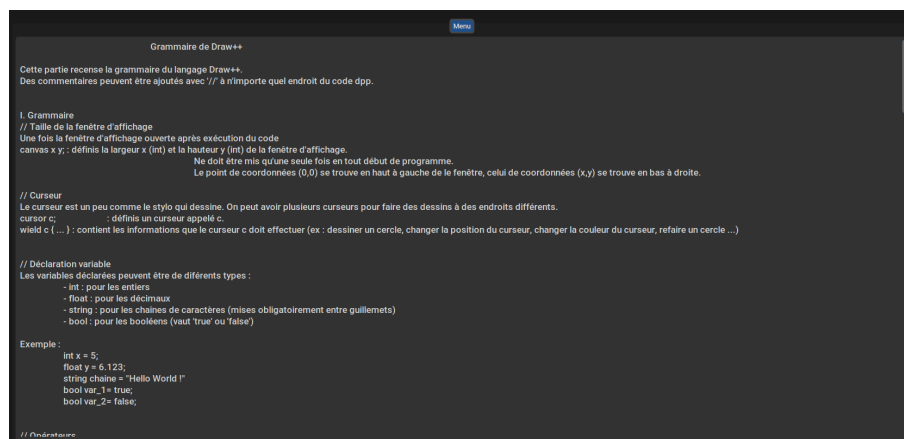 Menu
Grammaire de Draw++
Cette partie recense la grammaire du langage Draw++.
Des commentaires peuvent être ajoutés avec '//' à n'importe quel endroit du code dpp.
I. Grammaire
// Taille de la fenêtre d'affichage
Une fois la fenêtre d'affichage ouverte après exécution du code
canvas x y; : définis la largeur x (int) et la hauteur y (int) de la fenêtre d'affichage.
Ne doit être mis qu'une seule fois en tout début de programme.
Le point de coordonnées (0,0) se trouve en haut à gauche de le fenêtre, celui de coordonnées (x,y) se trouve en bas à droite.
// Curseur
Le curseur est un peu comme le stylo qui dessine. On peut avoir plusieurs curseurs pour faire des dessins à des endroits différents.
cursor c; : définis un curseur appelé c.
wield c { ... } : contient les informations que le curseur c doit effectuer (ex : dessiner un cercle, changer la position du curseur, changer la couleur du curseur, refaire un cercle ...)
// Déclaration variable
Les variables déclarées peuvent être de diférents types :
- int : pour les entiers
- float : pour les décimaux
- string : pour les chaînes de caractères (mises obligatoirement entre guillemets)
- bool : pour les booléens (vaut 'true' ou 'false')
Exemple :
int x = 5;
float y = 6.123;
string chaine = "Hello World !"
bool var_1= true;
bool var_2= false;
// Opérateurs